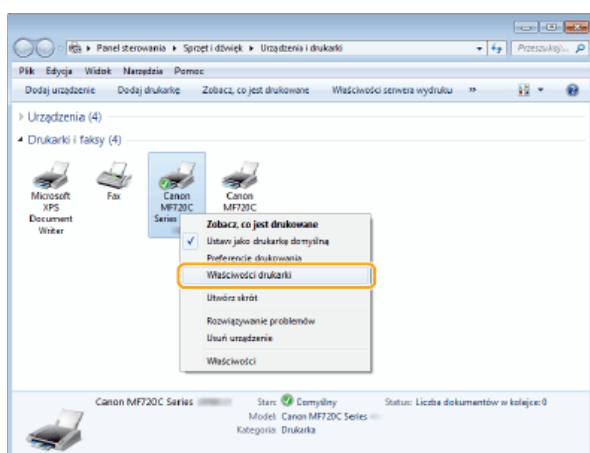 Panel sterowania ▸ Sprzęt i dźwięk ▸ Urządzenia i drukarki
Przeszukaj...
Plik Edycja Widok Narzędzia Pomoc
Dodaj urządzenie Dodaj drukarkę Zobacz, co jest drukowane Właściwości serwera wydruku »
Urządzenia (4)
Drukarki i faksy (4)
Microsoft XPS Document Writer
Fax
Canon MF720C Series
Canon MF720C
Zobacz, co jest drukowane
Ustaw jako drukarkę domyślną
Preferencje drukowania
Właściwości drukarki
Utwórz skrót
Rozwiązywanie problemów
Usuń urządzenie
Właściwości
Canon MF720C Series Stan: Domyślny Status: Liczba dokumentów w kolejce: 0
Model: Canon MF720C Series
Kategoria: Drukarka